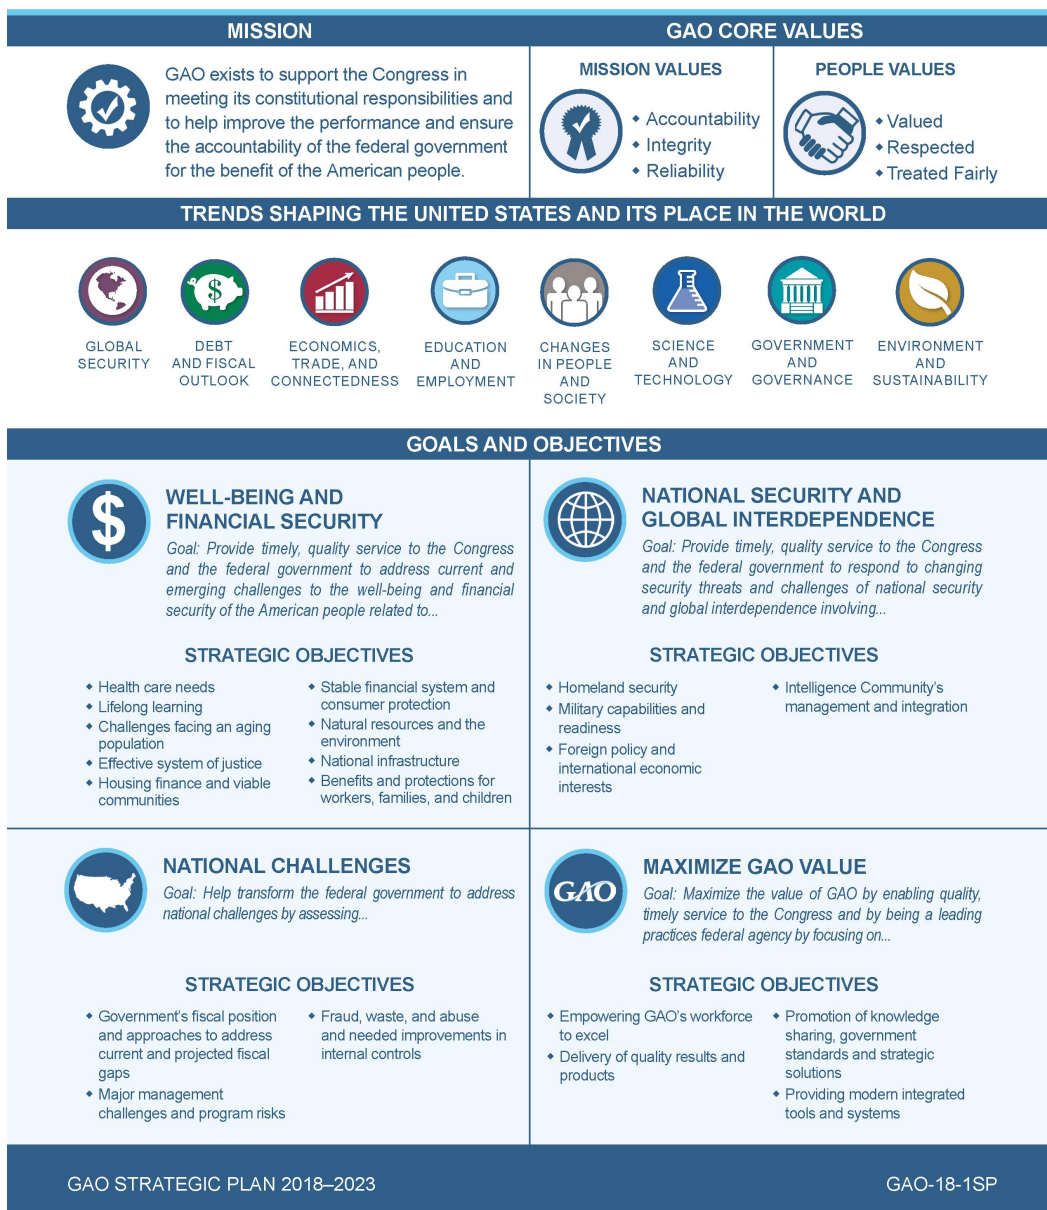 MISSION
GAO exists to support the Congress in
meeting its constitutional responsibilities and
to help improve the performance and ensure
the accountability of the federal government
for the benefit of the American people.
GAO CORE VALUES
MISSION VALUES
◆ Accountability
◆ Integrity
◆ Reliability
PEOPLE VALUES
◆ Valued
◆ Respected
◆ Treated Fairly
TRENDS SHAPING THE UNITED STATES AND ITS PLACE IN THE WORLD
GLOBAL
SECURITY
$
DEBT
AND FISCAL
OUTLOOK
ECONOMICS,
TRADE, AND
CONNECTEDNESS
EDUCATION
AND
EMPLOYMENT
CHANGES
IN PEOPLE
AND
SOCIETY
SCIENCE
AND
TECHNOLOGY
GOVERNMENT
AND
GOVERNANCE
ENVIRONMENT
AND
SUSTAINABILITY
GOALS AND OBJECTIVES
$
WELL-BEING AND
FINANCIAL SECURITY
Goal: Provide timely, quality service to the Congress
and the federal government to address current and
emerging challenges to the well-being and financial
security of the American people related to...
STRATEGIC OBJECTIVES
◆ Health care needs
◆ Lifelong learning
◆ Challenges facing an aging
population
◆ Effective system of justice
◆ Housing finance and viable
communities
◆ Stable financial system and
consumer protection
◆ Natural resources and the
environment
◆ National infrastructure
◆ Benefits and protections for
workers, families, and children
NATIONAL SECURITY AND
GLOBAL INTERDEPENDENCE
Goal: Provide timely, quality service to the Congress
and the federal government to respond to changing
security threats and challenges of national security
and global interdependence involving...
STRATEGIC OBJECTIVES
◆ Homeland security
◆ Military capabilities and
readiness
◆ Foreign policy and
international economic
interests
◆ Intelligence Community's
management and integration
NATIONAL CHALLENGES
Goal: Help transform the federal government to address
national challenges by assessing...
STRATEGIC OBJECTIVES
◆ Government's fiscal position
and approaches to address
current and projected fiscal
gaps
◆ Major management
challenges and program risks
◆ Fraud, waste, and abuse
and needed improvements in
internal controls
GAO
MAXIMIZE GAO VALUE
Goal: Maximize the value of GAO by enabling quality,
timely service to the Congress and by being a leading
practices federal agency by focusing on...
STRATEGIC OBJECTIVES
◆ Empowering GAO's workforce
to excel
◆ Delivery of quality results and
products
◆ Promotion of knowledge
sharing, government
standards and strategic
solutions
◆ Providing modern integrated
tools and systems
GAO STRATEGIC PLAN 2018–2023
GAO-18-1SP